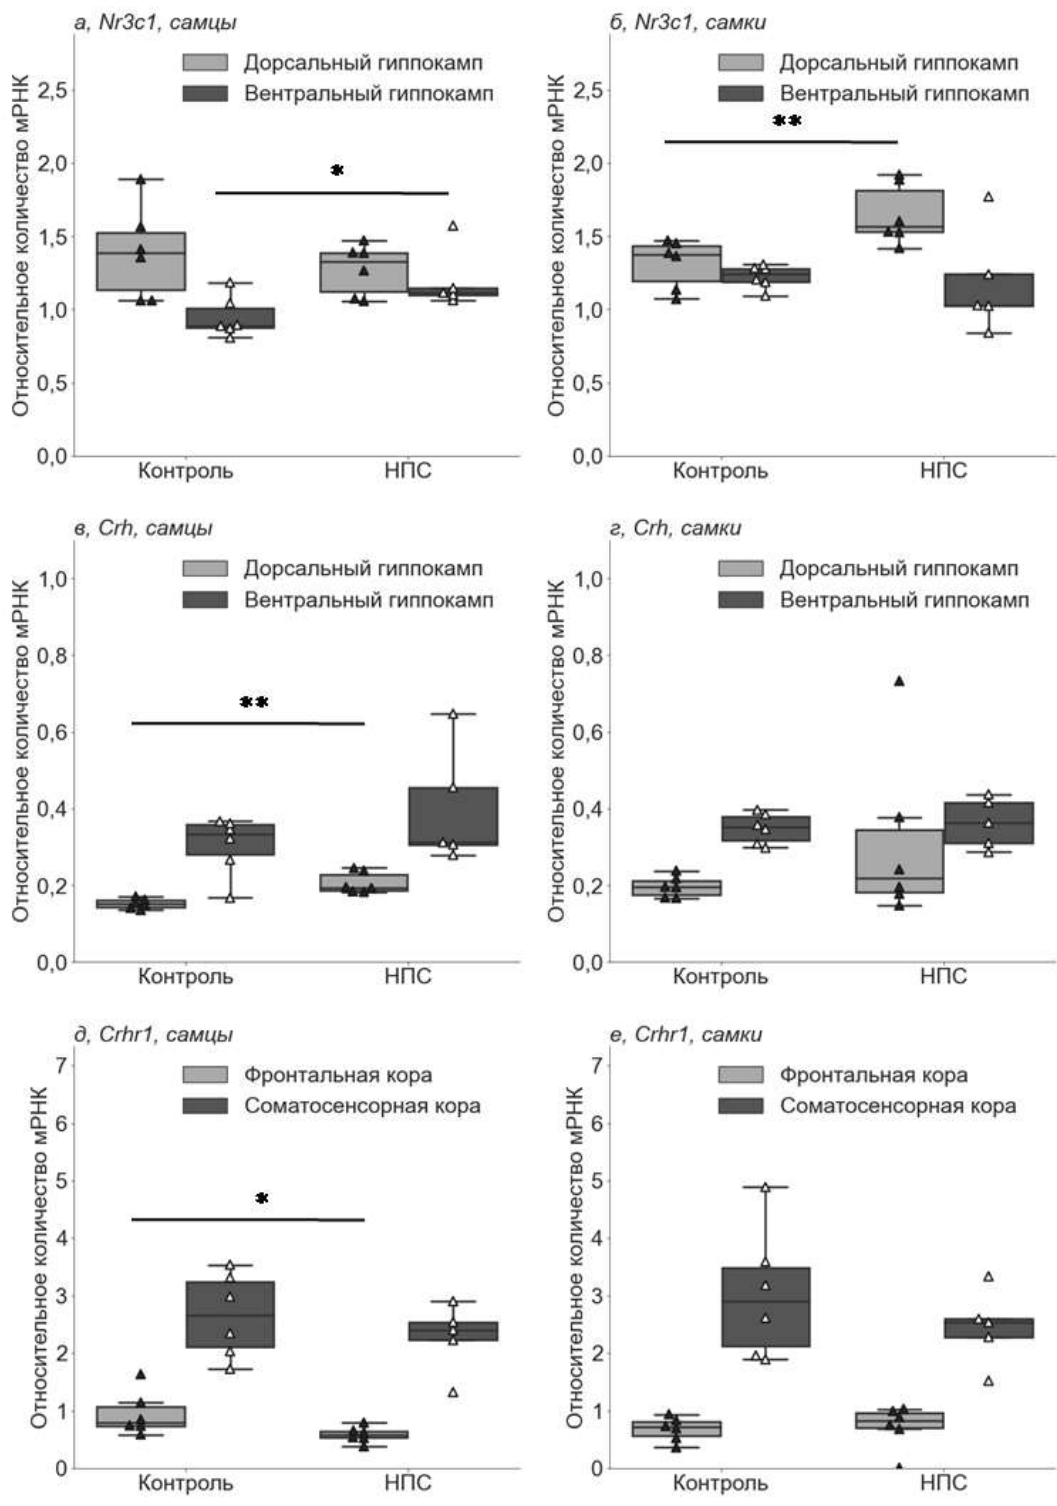 а, Nr3c1, самцы
Дорсальный гиппокамп
Вентральный гиппокамп
Относительное количество мРНК
2,5
2,0
1,5
1,0
0,5
0,0
*
Контроль
НПС
б, Nr3c1, самки
Дорсальный гиппокамп
Вентральный гиппокамп
Относительное количество мРНК
2,5
2,0
1,5
1,0
0,5
0,0
**
Контроль
НПС
в, Crh, самцы
Дорсальный гиппокамп
Вентральный гиппокамп
Относительное количество мРНК
1,0
0,8
0,6
0,4
0,2
0,0
**
Контроль
НПС
г, Crh, самки
Дорсальный гиппокамп
Вентральный гиппокамп
Относительное количество мРНК
1,0
0,8
0,6
0,4
0,2
0,0
Контроль
НПС
д, Crhr1, самцы
Фронтальная кора
Соматосенсорная кора
Относительное количество мРНК
7
6
5
4
3
2
1
0
*
Контроль
НПС
е, Crhr1, самки
Фронтальная кора
Соматосенсорная кора
Относительное количество мРНК
7
6
5
4
3
2
1
0
Контроль
НПС